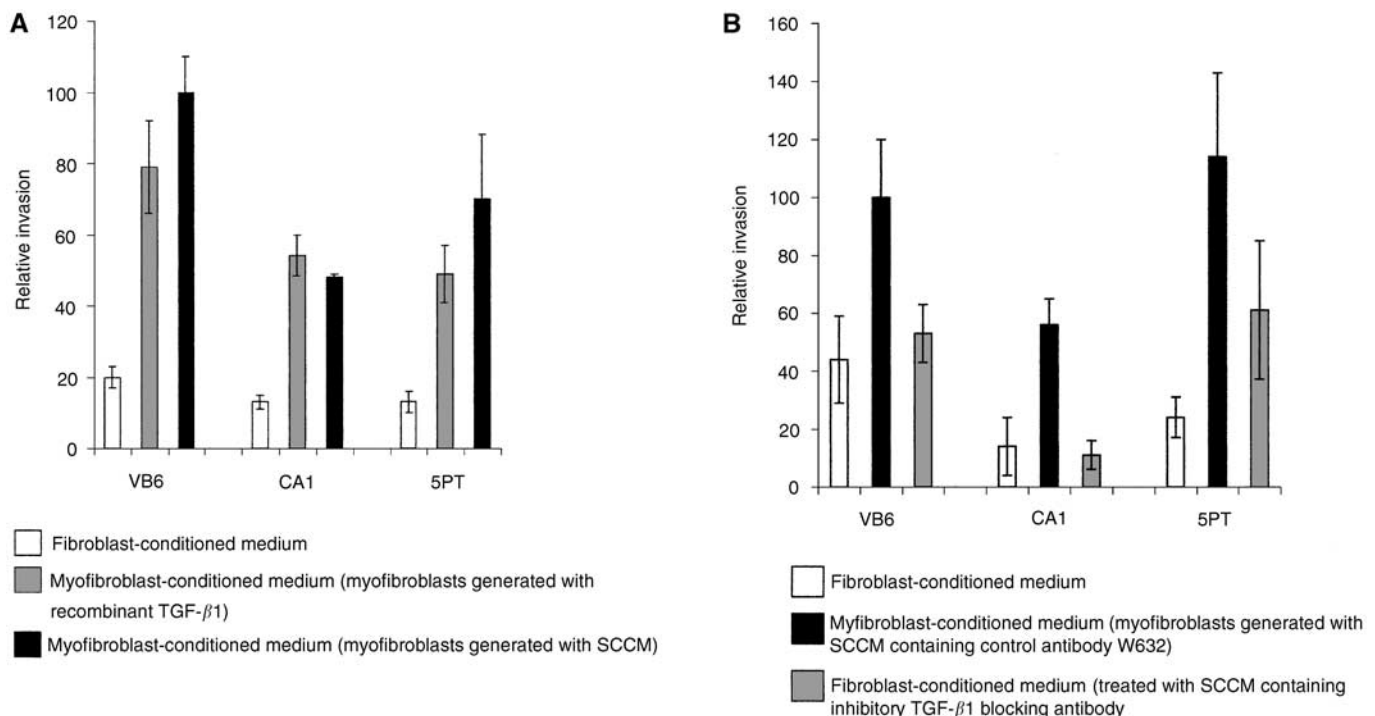 A
120
100
80
60
40
20
0
Relative invasion
VB6 CA1 5PT
Fibroblast-conditioned medium
Myofibroblast-conditioned medium (myofibroblasts generated with
recombinant TGF-β1)
Myofibroblast-conditioned medium (myofibroblasts generated with SCCM)
B
160
140
120
100
80
60
40
20
0
Relative invasion
VB6 CA1 5PT
Fibroblast-conditioned medium
Myfibroblast-conditioned medium (myofibroblasts generated with
SCCM containing control antibody W632)
Fibroblast-conditioned medium (treated with SCCM containing
inhibitory TGF-β1 blocking antibody